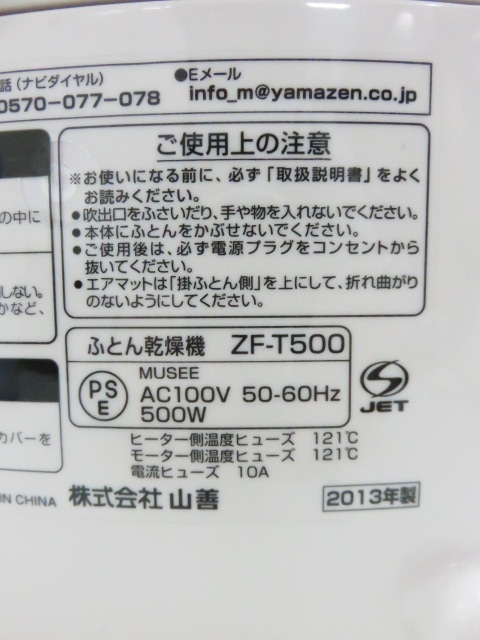 話（ナビダイヤル）
0570-077-078
●Eメール
info_m@yamazen.co.jp
ご使用上の注意
※お使いになる前に、必ず「取扱説明書」をよく
お読みください。
●吹出口をふさいだり、手や物を入れないでください。
●本体にふとんをかぶせないでください。
●ご使用後は、必ず電源プラグをコンセントから
抜いてください。
●エアマットは「掛ふとん側」を上にして、折れ曲がり
のないようにしてください。
の中に
しない。
かなど、
カバーを
ふとん乾燥機 ZF-T500
PS
E
MUSEE
AC100V 50-60Hz
500W
JET
ヒーター側温度ヒューズ 121℃
モーター側温度ヒューズ 121℃
電流ヒューズ 10A
IN CHINA 株式会社 山善
2013年製